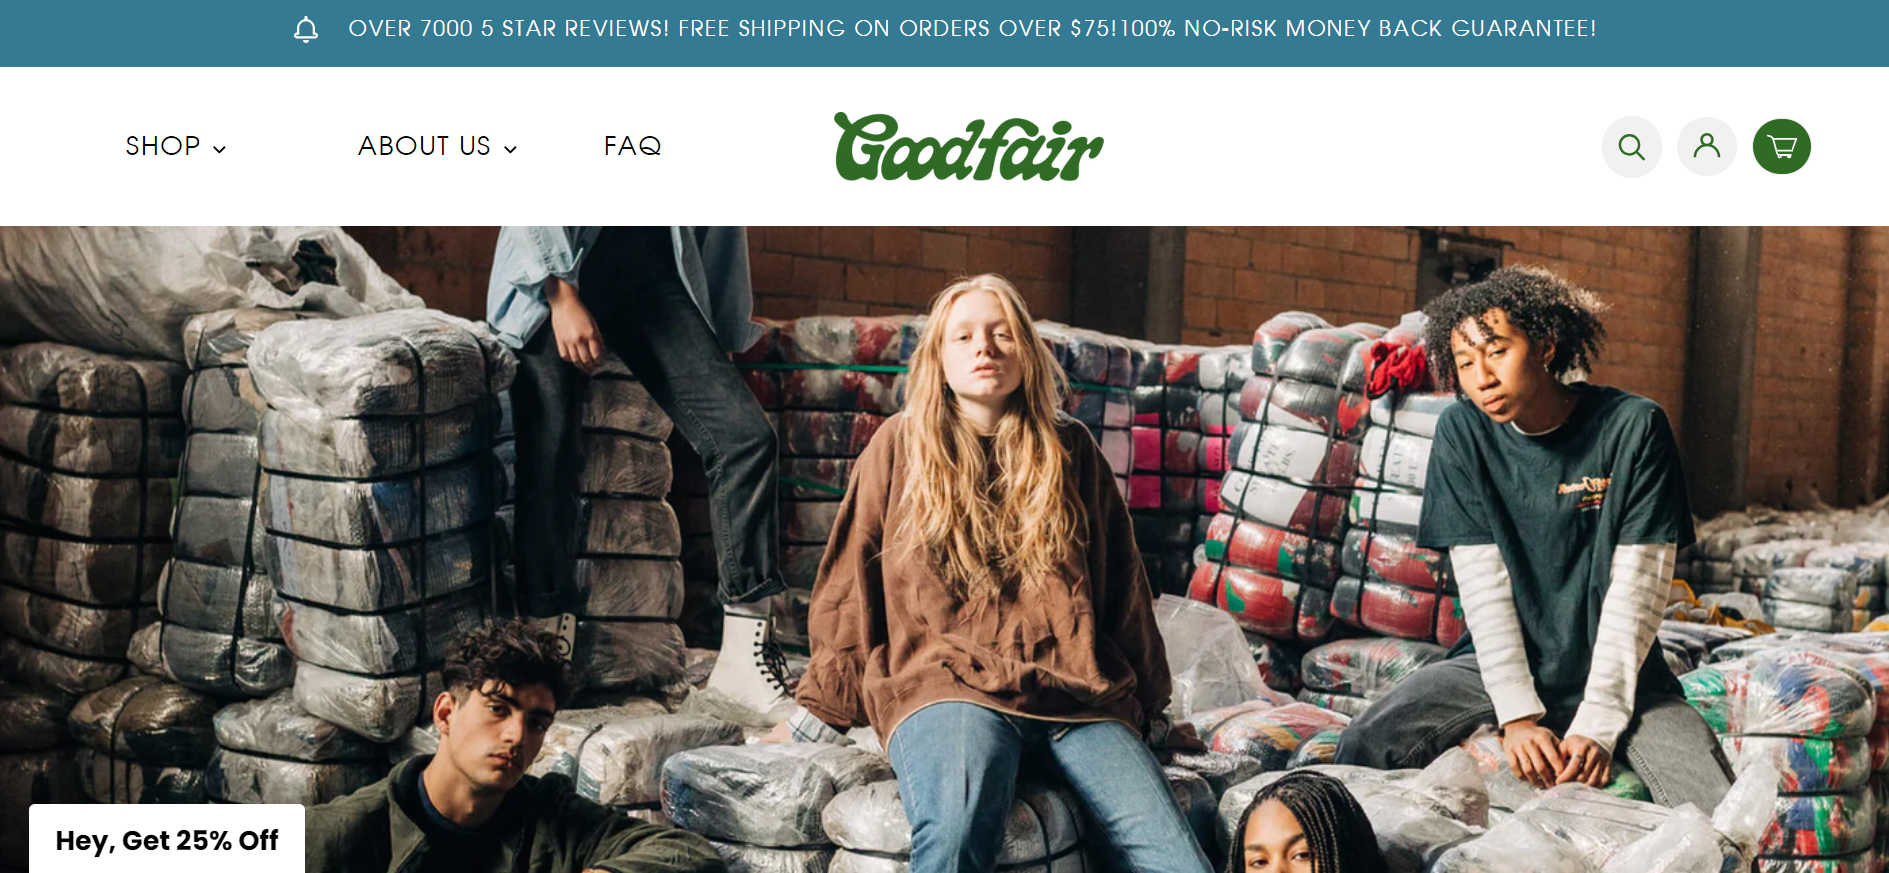 OVER 7000 5 STAR REVIEWS! FREE SHIPPING ON ORDERS OVER $75!100% NO-RISK MONEY BACK GUARANTEE!
SHOP
ABOUT US
FAQ
Goodfair
Hey, Get 25% Off